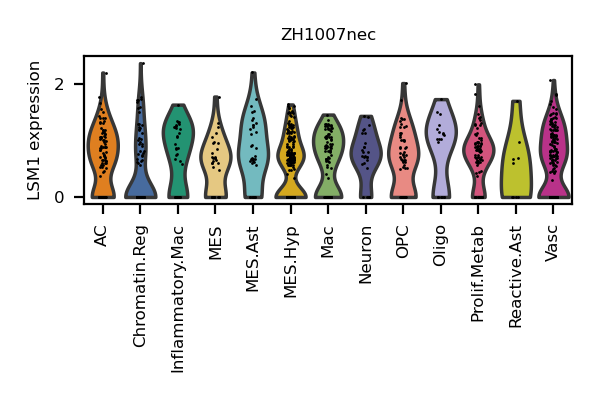 ZH1007nec
LSM1 expression
2
0
AC
Chromatin.Reg
Inflammatory.Mac
MES
MES.Ast
MES.Hyp
Mac
Neuron
OPC
Oligo
Prolif.Metab
Reactive.Ast
Vasc